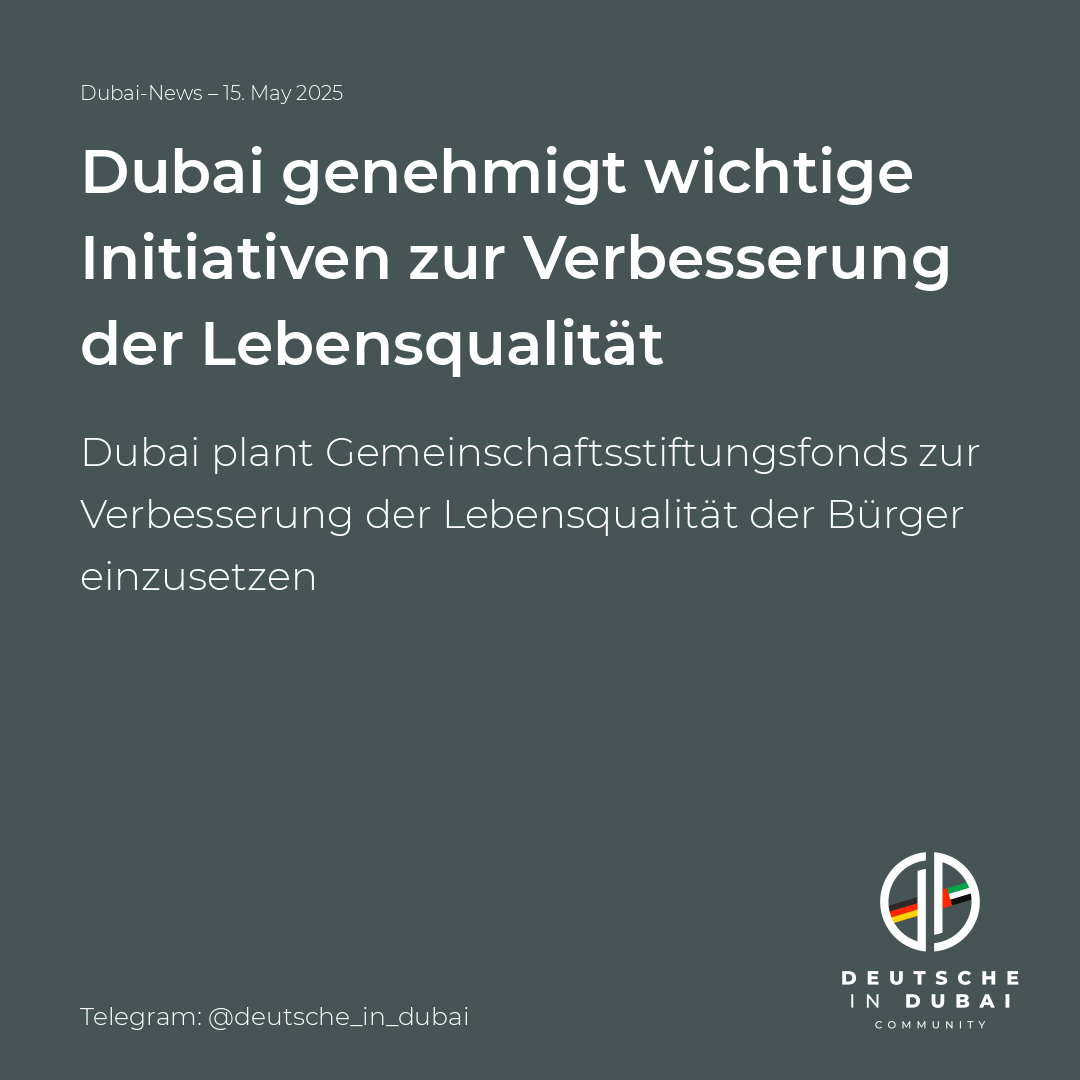 Dubai-News – 15. May 2025
Dubai genehmigt wichtige
Initiativen zur Verbesserung
der Lebensqualität
Dubai plant Gemeinschaftsstiftungsfonds zur
Verbesserung der Lebensqualität der Bürger
einzusetzen
DEUTSCHE
IN DUBAI
COMMUNITY
Telegram: @deutsche_in_dubai